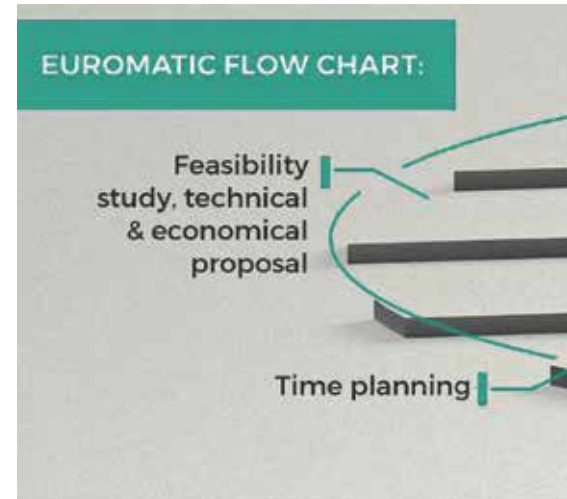 EUROMATIC FLOW CHART:
Feasibility
study, technical
& economical
proposal
Time planning